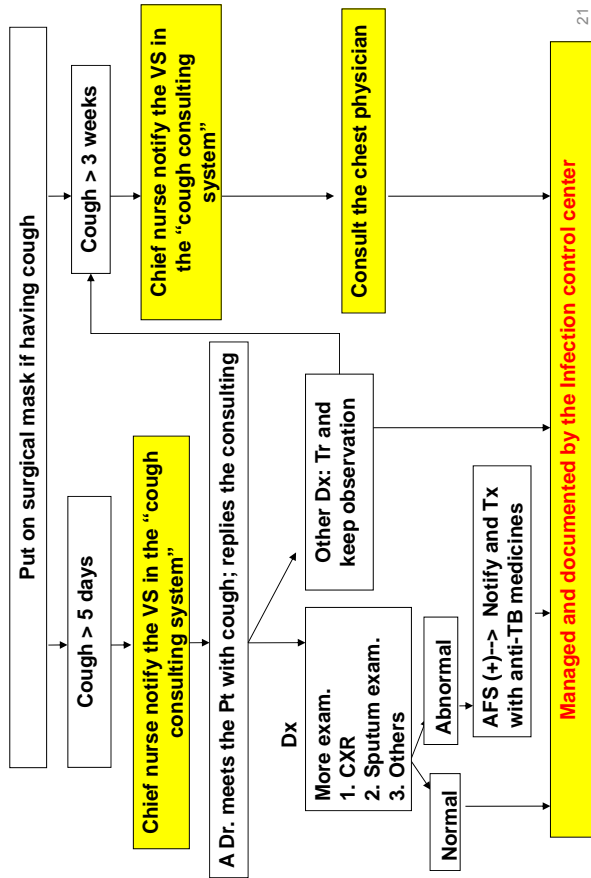 Put on surgical mask if having cough
Cough > 5 days
Cough > 3 weeks
Chief nurse notify the VS in the “cough
consulting system”
Chief nurse notify the VS in
the “cough consulting
system”
A Dr. meets the Pt with cough; replies the consulting
Dx
More exam.
1. CXR
2. Sputum exam.
3. Others
Other Dx: Tr and
keep observation
Consult the chest physician
Normal
Abnormal
AFS (+)--> Notify and Tx
with anti-TB medicines
Managed and documented by the Infection control center
21